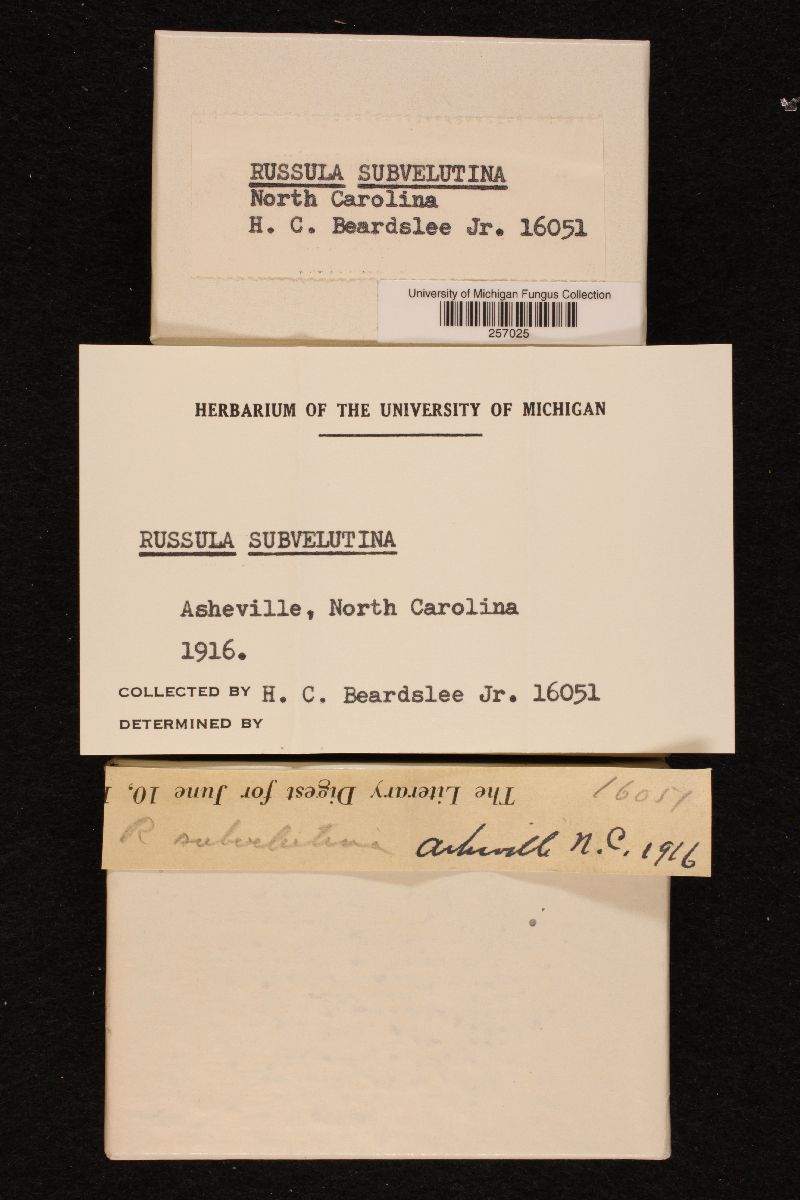 RUSSULA SUBVELUTINA
North Carolina
H. C. Beardslee Jr. 16051
University of Michigan Fungus Collection
257025
HERBARIUM OF THE UNIVERSITY OF MICHIGAN
RUSSULA SUBVELUTINA
Asheville, North Carolina
1916.
COLLECTED BY H. C. Beardslee Jr. 16051
DETERMINED BY
The Literary Digest for June 10, 1
16051
R subvelutina Asheville N.C. 1916